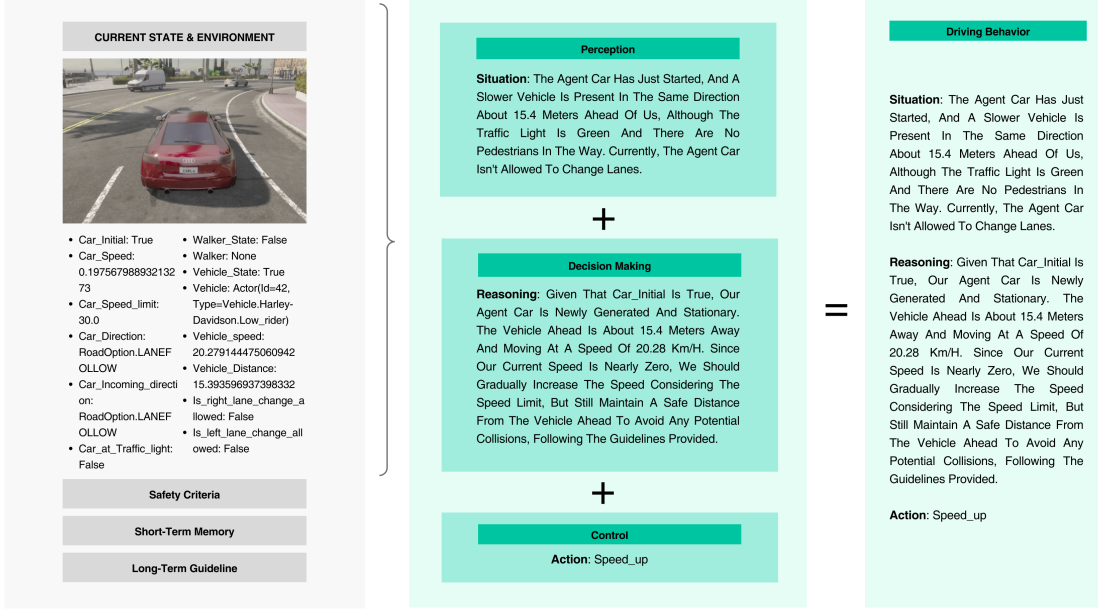 CURRENT STATE & ENVIRONMENT
CARLA
• Car_Initial: True
• Car_Speed:
0.197567988932132
73
• Car_Speed_limit:
30.0
• Car_Direction:
RoadOption.LANEF
OLLOW
• Car_Incoming_directi
on:
RoadOption.LANEF
OLLOW
• Car_at_Traffic_light:
False
• Walker_State: False
• Walker: None
• Vehicle_State: True
• Vehicle: Actor(Id=42,
Type=Vehicle.Harley-
Davidson.Low_rider)
• Vehicle_speed:
20.279144475060942
• Vehicle_Distance:
15.393596937398332
• Is_right_lane_change_a
llowed: False
• Is_left_lane_change_all
owed: False
Safety Criteria
Short-Term Memory
Long-Term Guideline
Perception
Situation: The Agent Car Has Just Started, And A
Slower Vehicle Is Present In The Same Direction
About 15.4 Meters Ahead Of Us, Although The
Traffic Light Is Green And There Are No
Pedestrians In The Way. Currently, The Agent Car
Isn't Allowed To Change Lanes.
+
Decision Making
Reasoning: Given That Car_Initial Is True, Our
Agent Car Is Newly Generated And Stationary.
The Vehicle Ahead Is About 15.4 Meters Away
And Moving At A Speed Of 20.28 Km/H. Since
Our Current Speed Is Nearly Zero, We Should
Gradually Increase The Speed Considering The
Speed Limit, But Still Maintain A Safe Distance
From The Vehicle Ahead To Avoid Any Potential
Collisions, Following The Guidelines Provided.
+
Control
Action: Speed_up
=
Driving Behavior
Situation: The Agent Car Has Just
Started, And A Slower Vehicle Is
Present In The Same Direction
About 15.4 Meters Ahead Of Us,
Although The Traffic Light Is Green
And There Are No Pedestrians In
The Way. Currently, The Agent Car
Isn't Allowed To Change Lanes.
Reasoning: Given That Car_Initial Is
True, Our Agent Car Is Newly
Generated And Stationary. The
Vehicle Ahead Is About 15.4 Meters
Away And Moving At A Speed Of
20.28 Km/H. Since Our Current
Speed Is Nearly Zero, We Should
Gradually Increase The Speed
Considering The Speed Limit, But
Still Maintain A Safe Distance From
The Vehicle Ahead To Avoid Any
Potential Collisions, Following The
Guidelines Provided.
Action: Speed_up